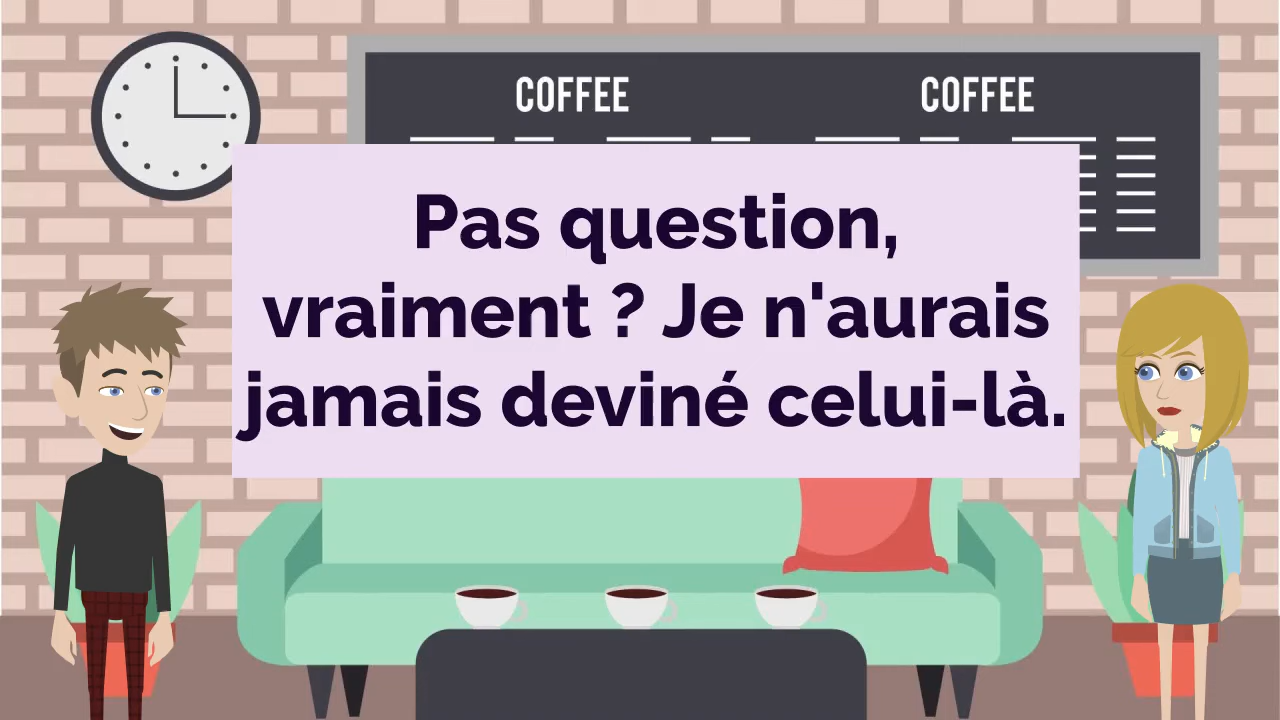 COFFEE COFFEE
Pas question,
vraiment ? Je n'aurais
jamais deviné celui-là.